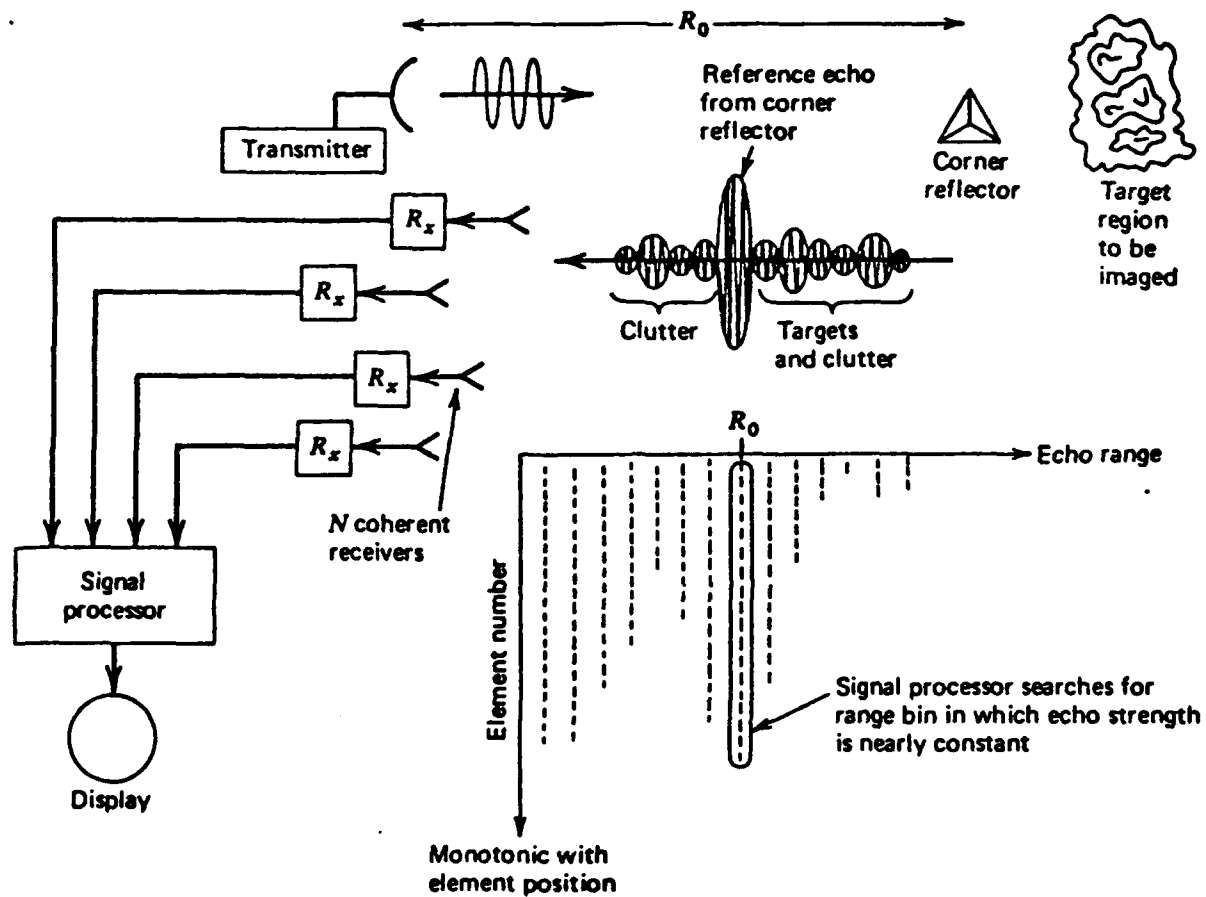 R₀
Reference echo
from corner
reflector
Transmitter
Corner
reflector
Target
region
to be
imaged
Rₓ
Rₓ
Rₓ
Rₓ
Clutter
Targets
and clutter
N coherent
receivers
Signal
processor
Display
R₀
Echo range
Element number
Signal processor searches for
range bin in which echo strength
is nearly constant
Monotonic with
element position